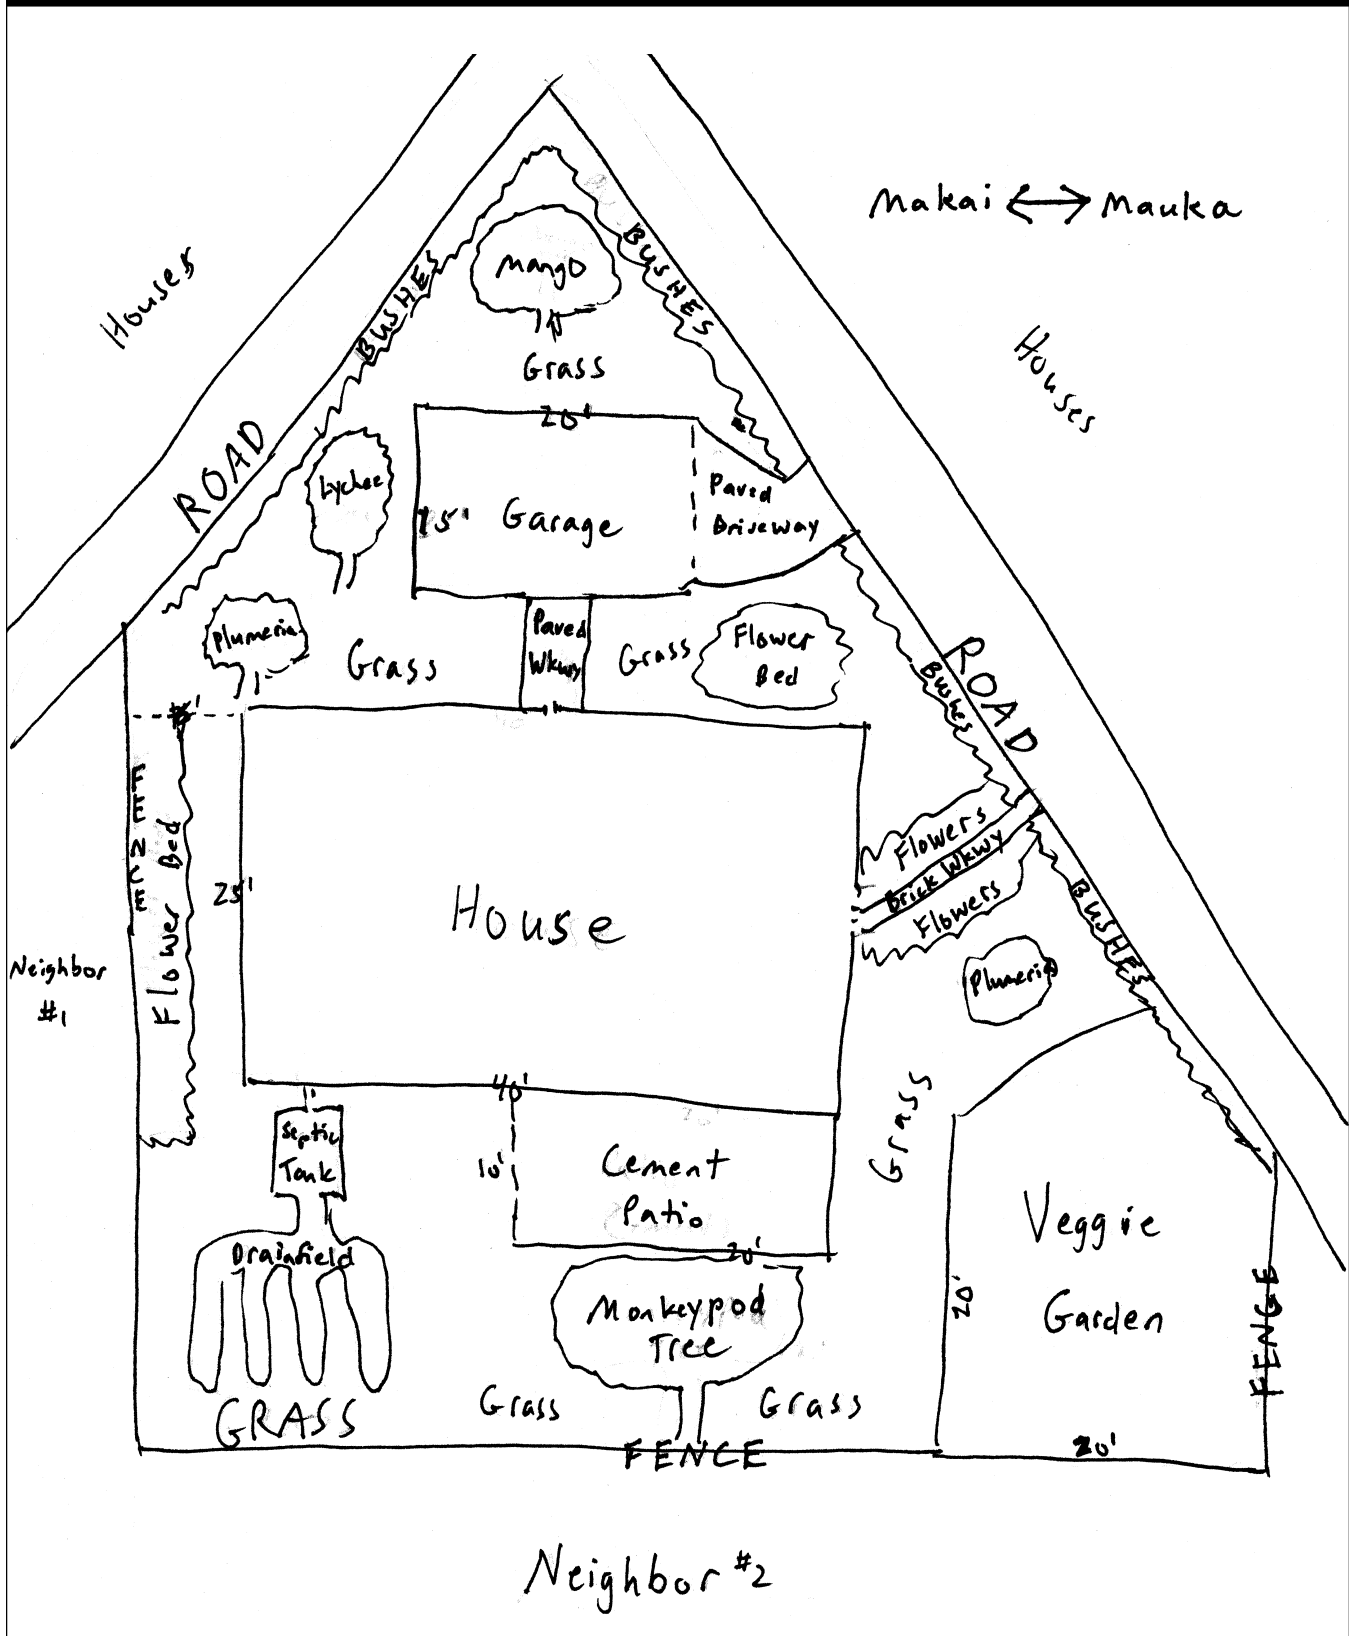 Makai ↔ Mauka
Houses
BUSHES
BUSHES
Mango
Houses
Grass
ROAD
20'
Lychee
15'
Garage
Paved
Driveway
Plumeria
Grass
Paved
Wkwy
Grass
Flower
Bed
ROAD
Bushes
FENCE
Flower Bed
25'
House
Flowers
Brick Wkwy
Flowers
BUSHES
Neighbor
#1
Plumeria
40'
Septic
Tank
10'
Cement
Patio
20'
Grass
Veggie
Garden
20'
20'
FENCE
Drainfield
Monkeypod
Tree
GRASS
Grass
Grass
FENCE
Neighbor #2